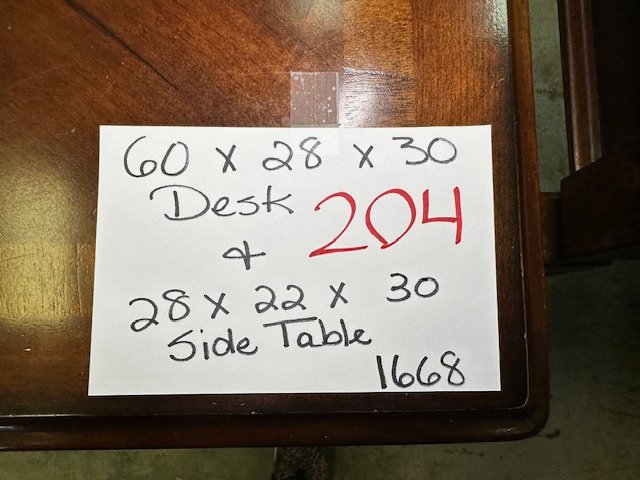 60 x 28 x 30
Desk
204
+
28 x 22 x 30
Side Table
1668